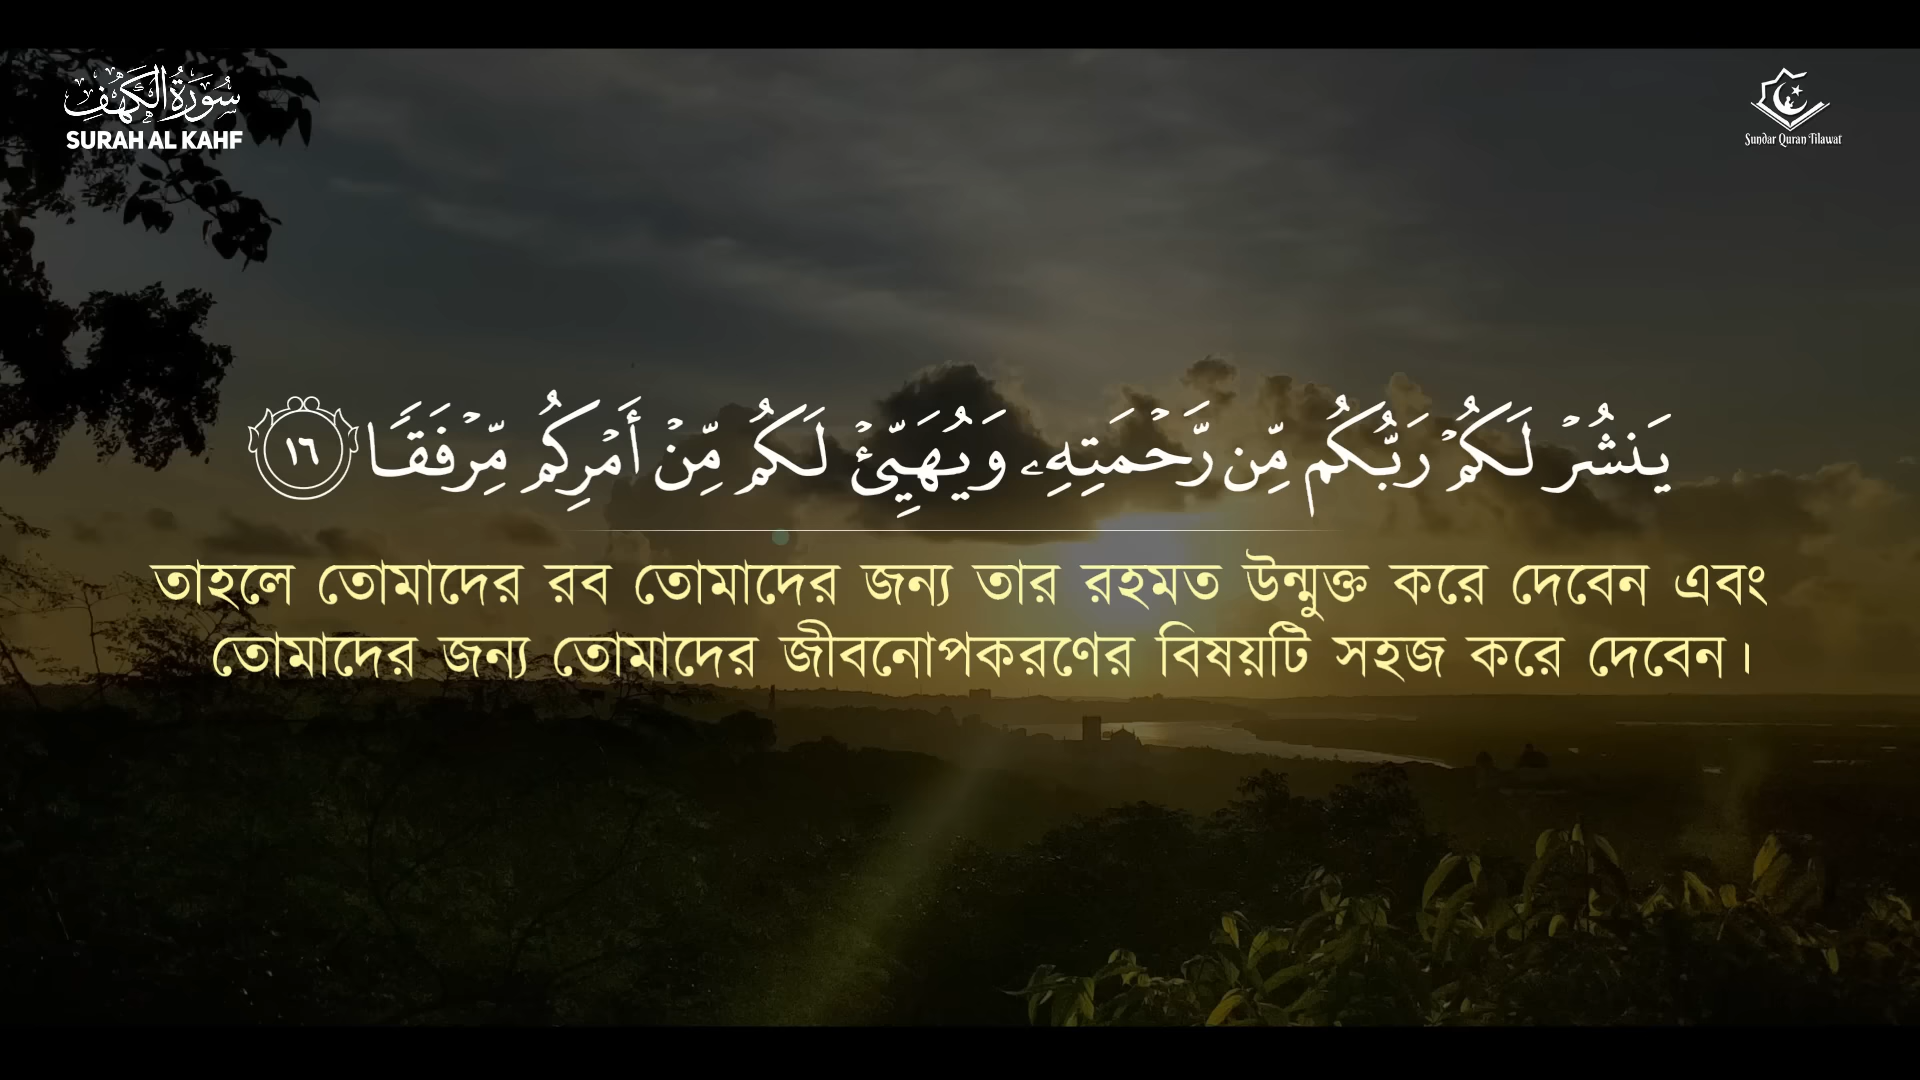 سُورَةُ الكَهْفِ
SURAH AL KAHF
Sundar Quran Tilawat
يَنشُرْ لَكُمْ رَبُّكُم مِّن رَّحْمَتِهِۦ وَيُهَيِّئْ لَكُم مِّنْ أَمْرِكُم مِّرْفَقًا ١٦
তাহলে তোমাদের রব তোমাদের জন্য তার রহমত উন্মুক্ত করে দেবেন এবং
তোমাদের জন্য তোমাদের জীবনোপকরণের বিষয়টি সহজ করে দেবেন।